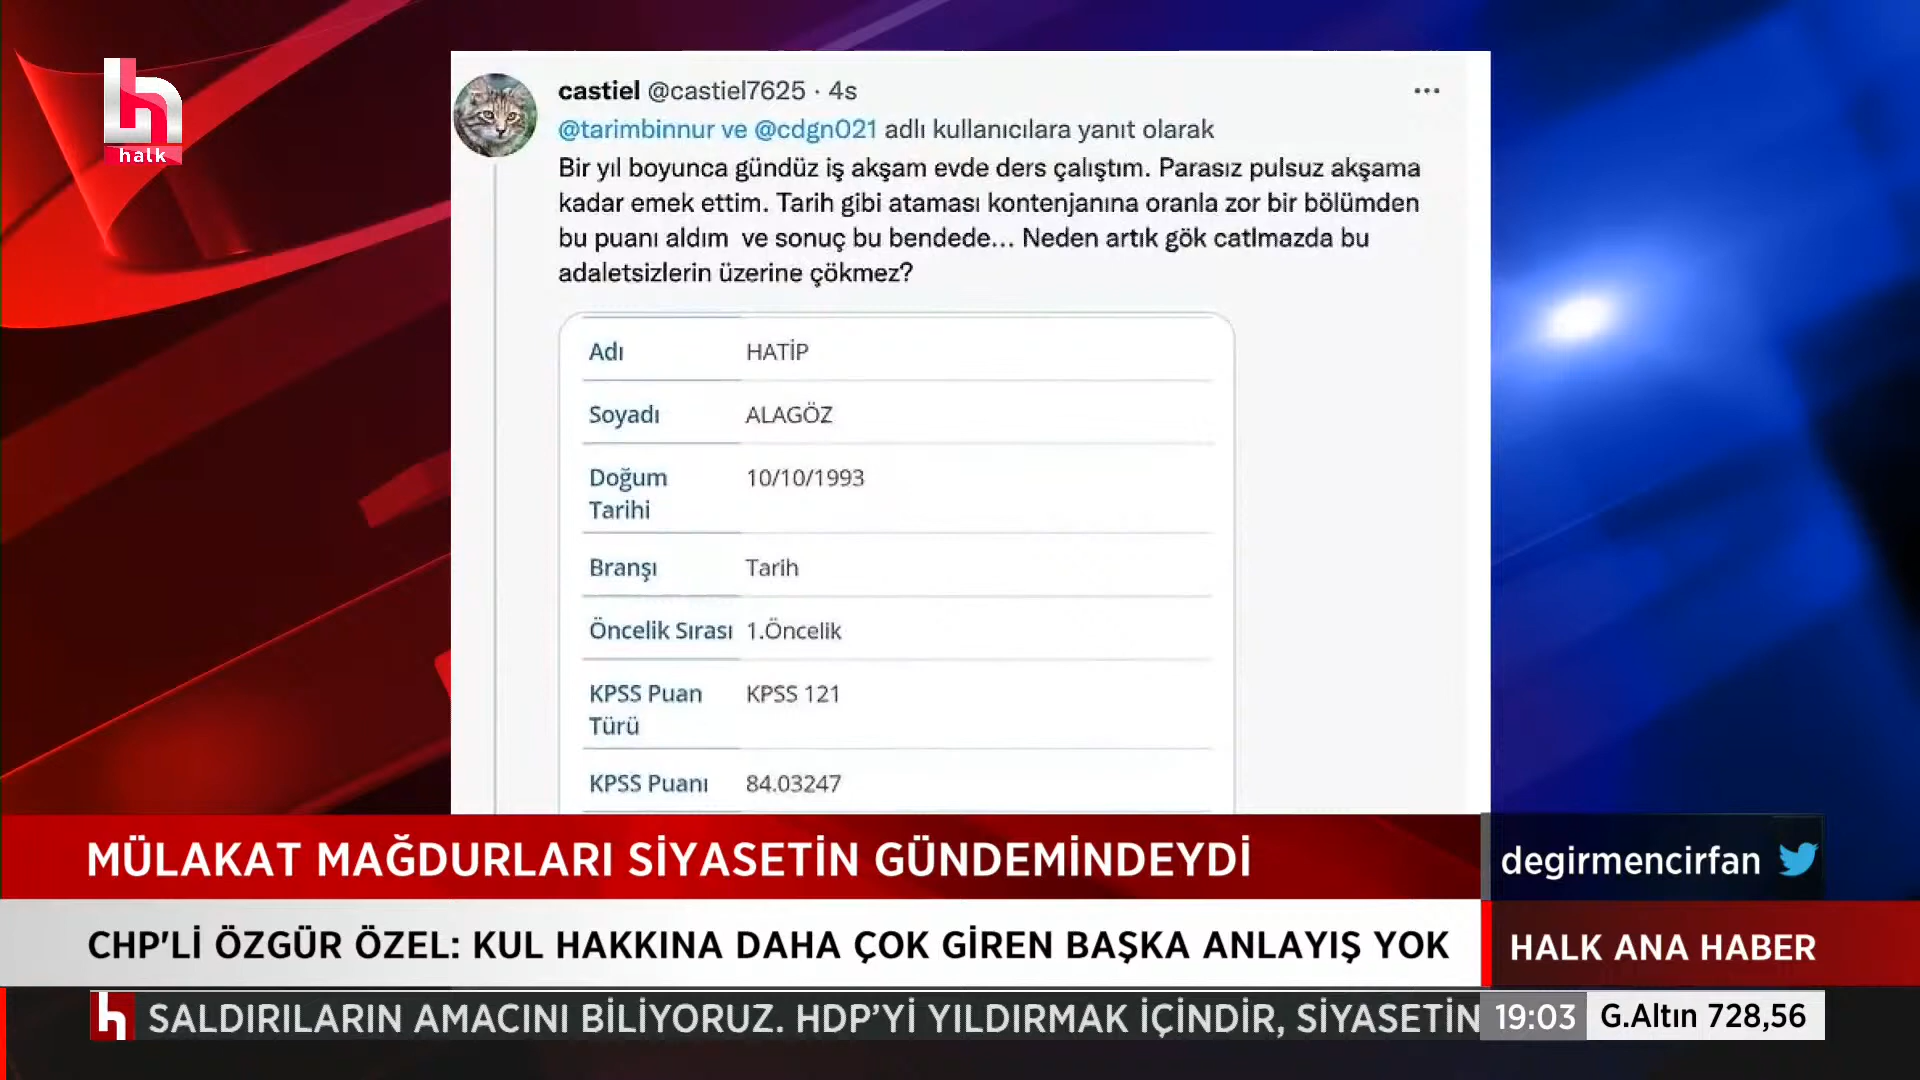 halk
castiel @castiel7625 · 4s
@tarimbinnur ve @cdgn021 adlı kullanıcılara yanıt olarak
Bir yıl boyunca gündüz iş akşam evde ders çalıştım. Parasız pulsuz akşama
kadar emek ettim. Tarih gibi ataması kontenjanına oranla zor bir bölümden
bu puanı aldım ve sonuç bu bendede... Neden artık gök catlmazda bu
adaletsizlerin üzerine çökmez?
Adı HATİP
Soyadı ALAGÖZ
Doğum Tarihi 10/10/1993
Branşı Tarih
Öncelik Sırası 1.Öncelik
KPSS Puan Türü KPSS 121
KPSS Puanı 84.03247
MÜLAKAT MAĞDURLARI SİYASETİN GÜNDEMİNDEYDİ
degirmencirfan
CHP'Lİ ÖZGÜR ÖZEL: KUL HAKKINA DAHA ÇOK GİREN BAŞKA ANLAYIŞ YOK
HALK ANA HABER
SALDIRILARIN AMACINI BİLİYORUZ. HDP'Yİ YILDIRMAK İÇİNDİR, SİYASETİN
19:03 G.Altın 728,56